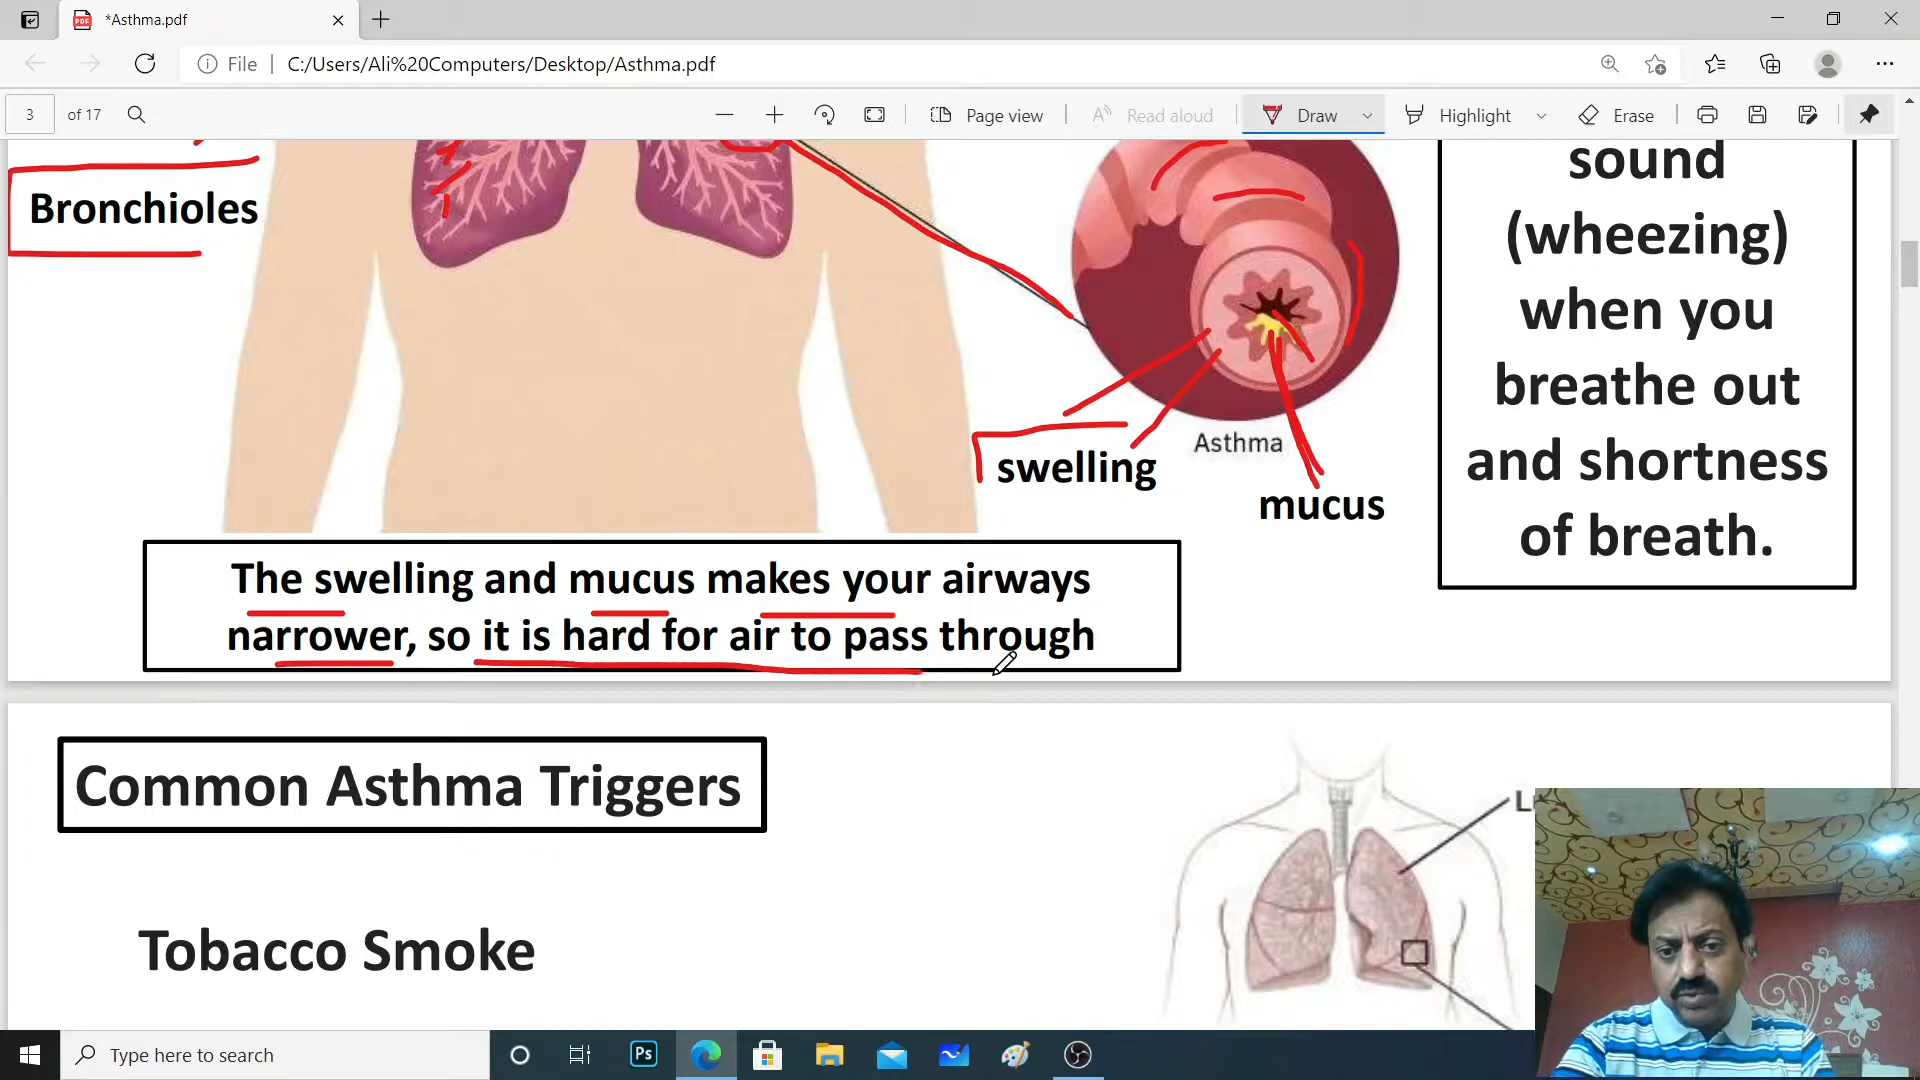 *Asthma.pdf
File
C:/Users/Ali%20Computers/Desktop/Asthma.pdf
3 of 17
Page view
Read aloud
Draw
Highlight
Erase
Bronchioles
swelling
Asthma
mucus
sound
(wheezing)
when you
breathe out
and shortness
of breath.
The swelling and mucus makes your airways
narrower, so it is hard for air to pass through
Common Asthma Triggers
Tobacco Smoke
Type here to search
Ps